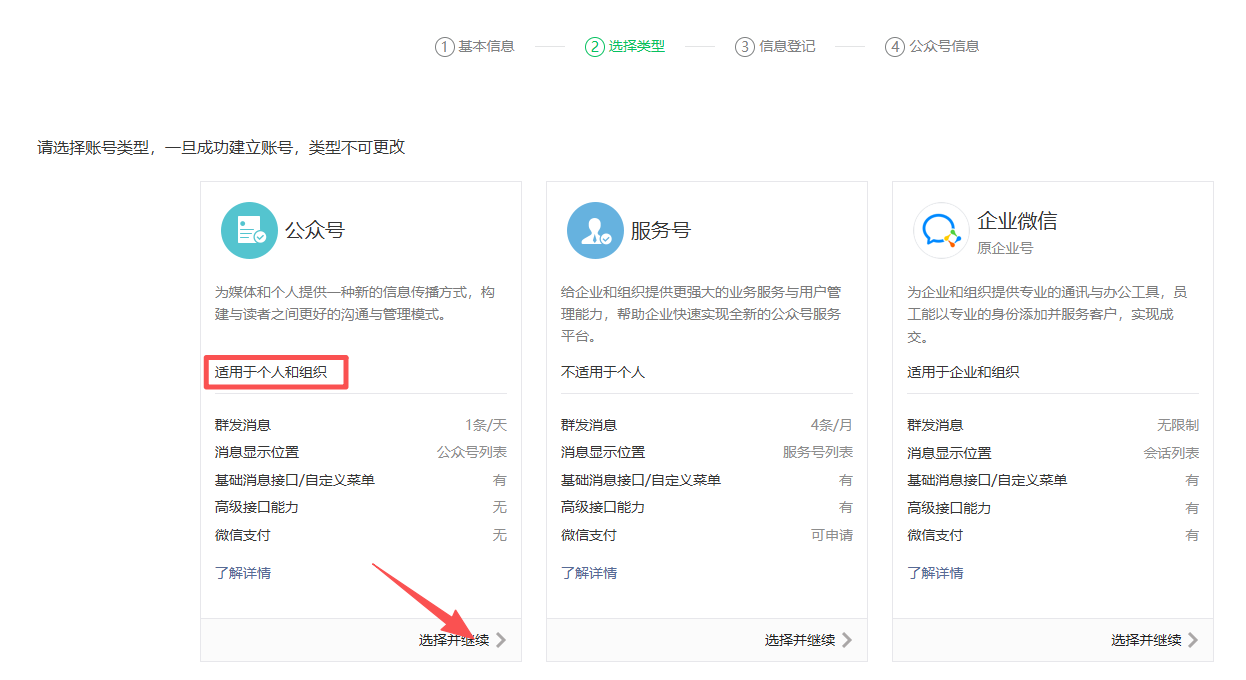 1 基本信息
2 选择类型
3 信息登记
4 公众号信息
请选择账号类型，一旦成功建立账号，类型不可更改
公众号
为媒体和个人提供一种新的信息传播方式，构
建与读者之间更好的沟通与管理模式。
适用于个人和组织
群发消息 1条/天
消息显示位置 公众号列表
基础消息接口/自定义菜单 有
高级接口能力 无
微信支付 无
了解详情
选择并继续
服务号
给企业和组织提供更强大的业务服务与用户管
理能力，帮助企业快速实现全新的公众号服务
平台。
不适用于个人
群发消息 4条/月
消息显示位置 服务号列表
基础消息接口/自定义菜单 有
高级接口能力 有
微信支付 可申请
了解详情
选择并继续
企业微信
原企业号
为企业和组织提供专业的通讯与办公工具，员
工能以专业的身份添加并服务客户，实现成
交。
适用于企业和组织
群发消息 无限制
消息显示位置 会话列表
基础消息接口/自定义菜单 有
高级接口能力 有
微信支付 有
了解详情
选择并继续